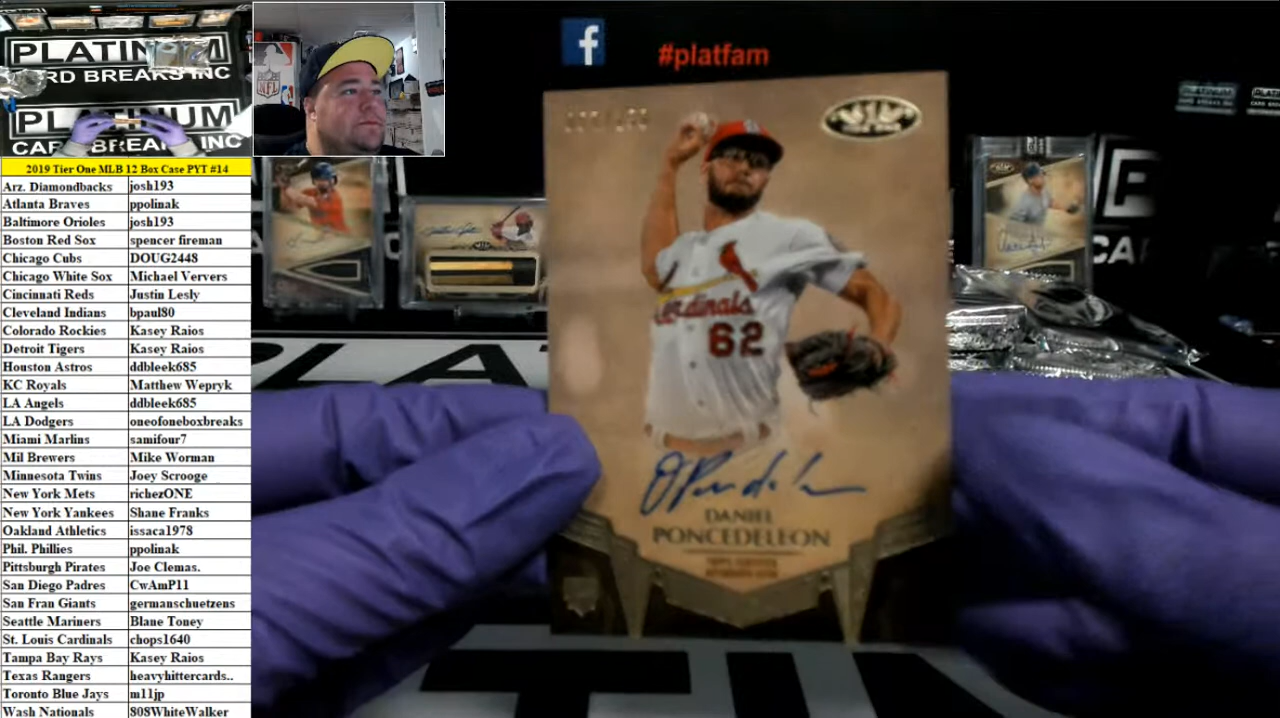 PLATINUM
CARD BREAKS INC
PLATINUM
#platfam
2019 Tier One MLB 12 Box Case PYT #14
Arz. Diamondbacks josh193
Atlanta Braves ppolinak
Baltimore Orioles josh193
Boston Red Sox spencer fireman
Chicago Cubs DOUG2448
Chicago White Sox Michael Ververs
Cincinnati Reds Justin Lesly
Cleveland Indians bpaul80
Colorado Rockies Kasey Raios
Detroit Tigers Kasey Raios
Houston Astros ddbleek685
KC Royals Matthew Wepryk
LA Angels ddbleek685
LA Dodgers oneofoneboxbreaks
Miami Marlins samifour7
Mil Brewers Mike Worman
Minnesota Twins Joey Scrooge
New York Mets richezONE
New York Yankees Shane Franks
Oakland Athletics issaca1978
Phil. Phillies ppolinak
Pittsburgh Pirates Joe Clemas.
San Diego Padres CwAmP11
San Fran Giants germanschuetzens
Seattle Mariners Blane Toney
St. Louis Cardinals chops1640
Tampa Bay Rays Kasey Raios
Texas Rangers heavyhittercards..
Toronto Blue Jays m11jp
Wash Nationals 808WhiteWalker
Cardinals
62
DANIEL
PONCEDELEON